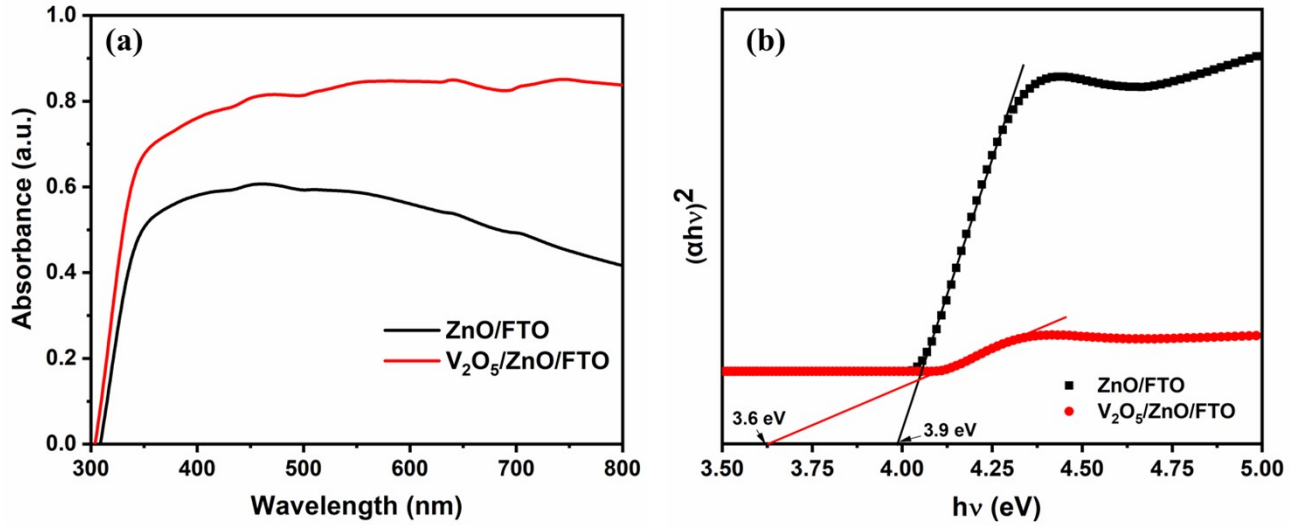 (a)
Absorbance (a.u.)
1.0
0.8
0.6
0.4
0.2
0.0
300 400 500 600 700 800
Wavelength (nm)
ZnO/FTO
V₂O₅/ZnO/FTO
(b)
(αhν)²
3.6 eV
3.9 eV
ZnO/FTO
V₂O₅/ZnO/FTO
3.50 3.75 4.00 4.25 4.50 4.75 5.00
hν (eV)